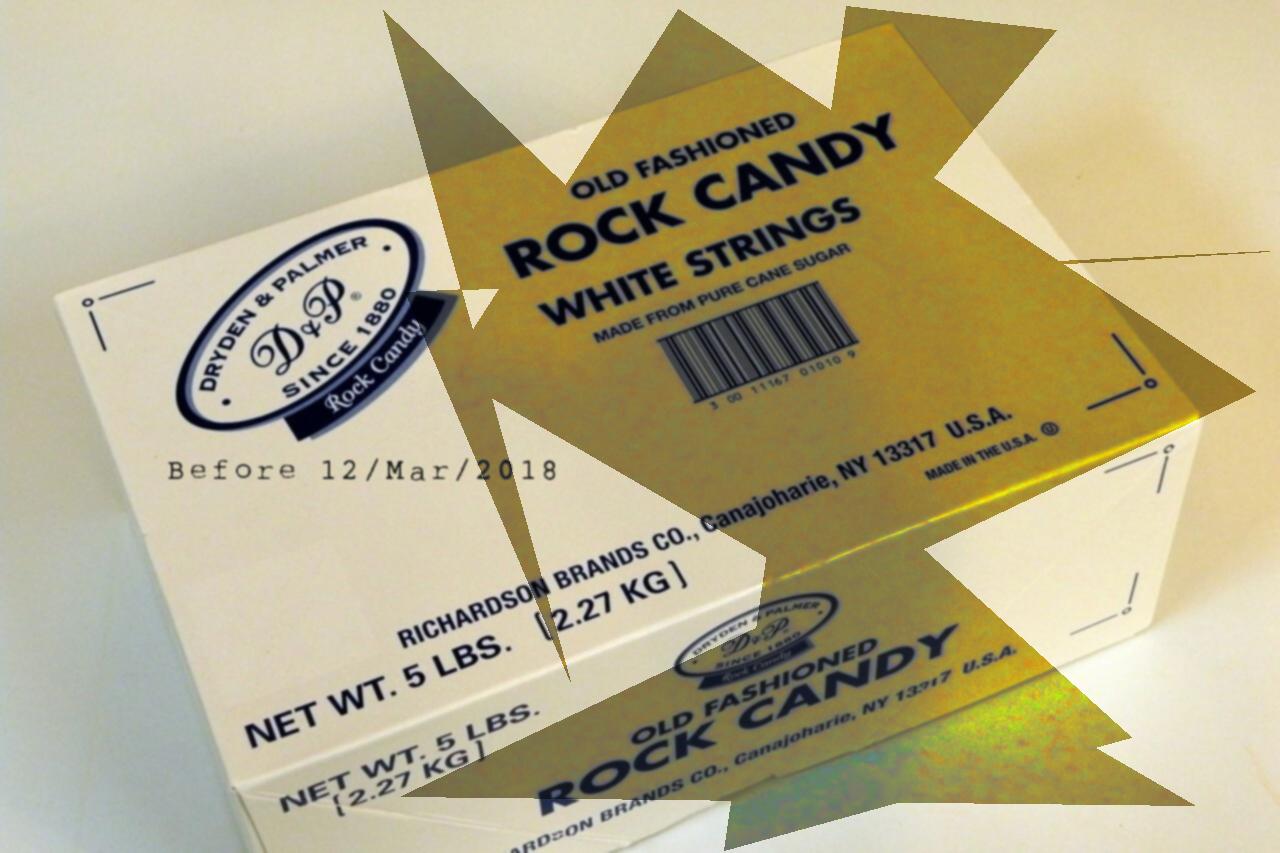 OLD FASHIONED
ROCK CANDY
WHITE STRINGS
MADE FROM PURE CANE SUGAR
3 00 11167 01010 9
DRYDEN & PALMER
D&P®
SINCE 1880
Rock Candy
Before 12/Mar/2018
RICHARDSON BRANDS CO., Canajoharie, NY 13317 U.S.A.
MADE IN THE U.S.A. Ⓤ
NET WT. 5 LBS. [2.27 KG]
DRYDEN & PALMER
D&P
SINCE 1880
Rock Candy
OLD FASHIONED
ROCK CANDY
NET WT. 5 LBS.
[2.27 KG]
ARDSON BRANDS CO., Canajoharie, NY 13317 U.S.A.